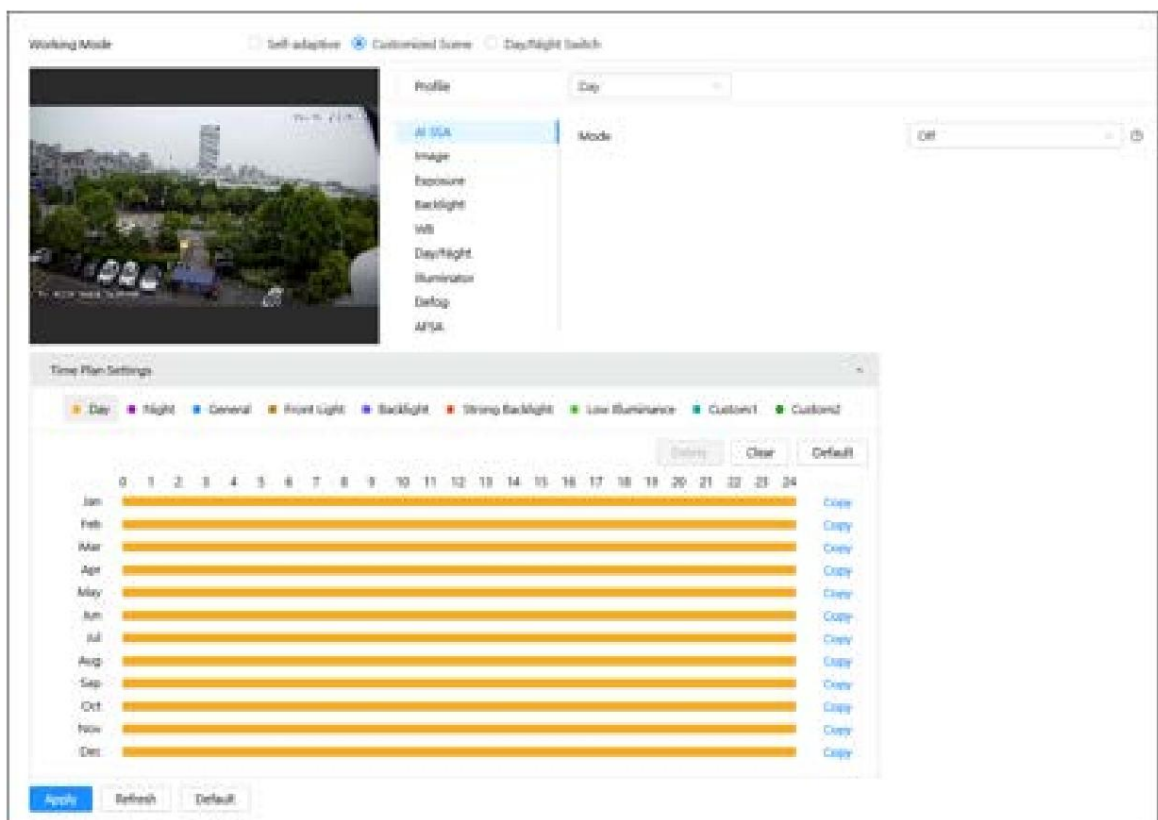 Working Mode Self-adaptive Customized Scene Day/Night Switch
Profile Day
AI SSA Mode Off
Image
Exposure
Backlight
WB
Day/Night
Illuminator
Defog
AFSA
Time Plan Settings
Day Night General Front Light Backlight Strong Backlight Low Illuminance Custom1 Custom2
Delete Clear Default
0 1 2 3 4 5 6 7 8 9 10 11 12 13 14 15 16 17 18 19 20 21 22 23 24
Jan Copy
Feb Copy
Mar Copy
Apr Copy
May Copy
Jun Copy
Jul Copy
Aug Copy
Sep Copy
Oct Copy
Nov Copy
Dec Copy
Apply Refresh Default